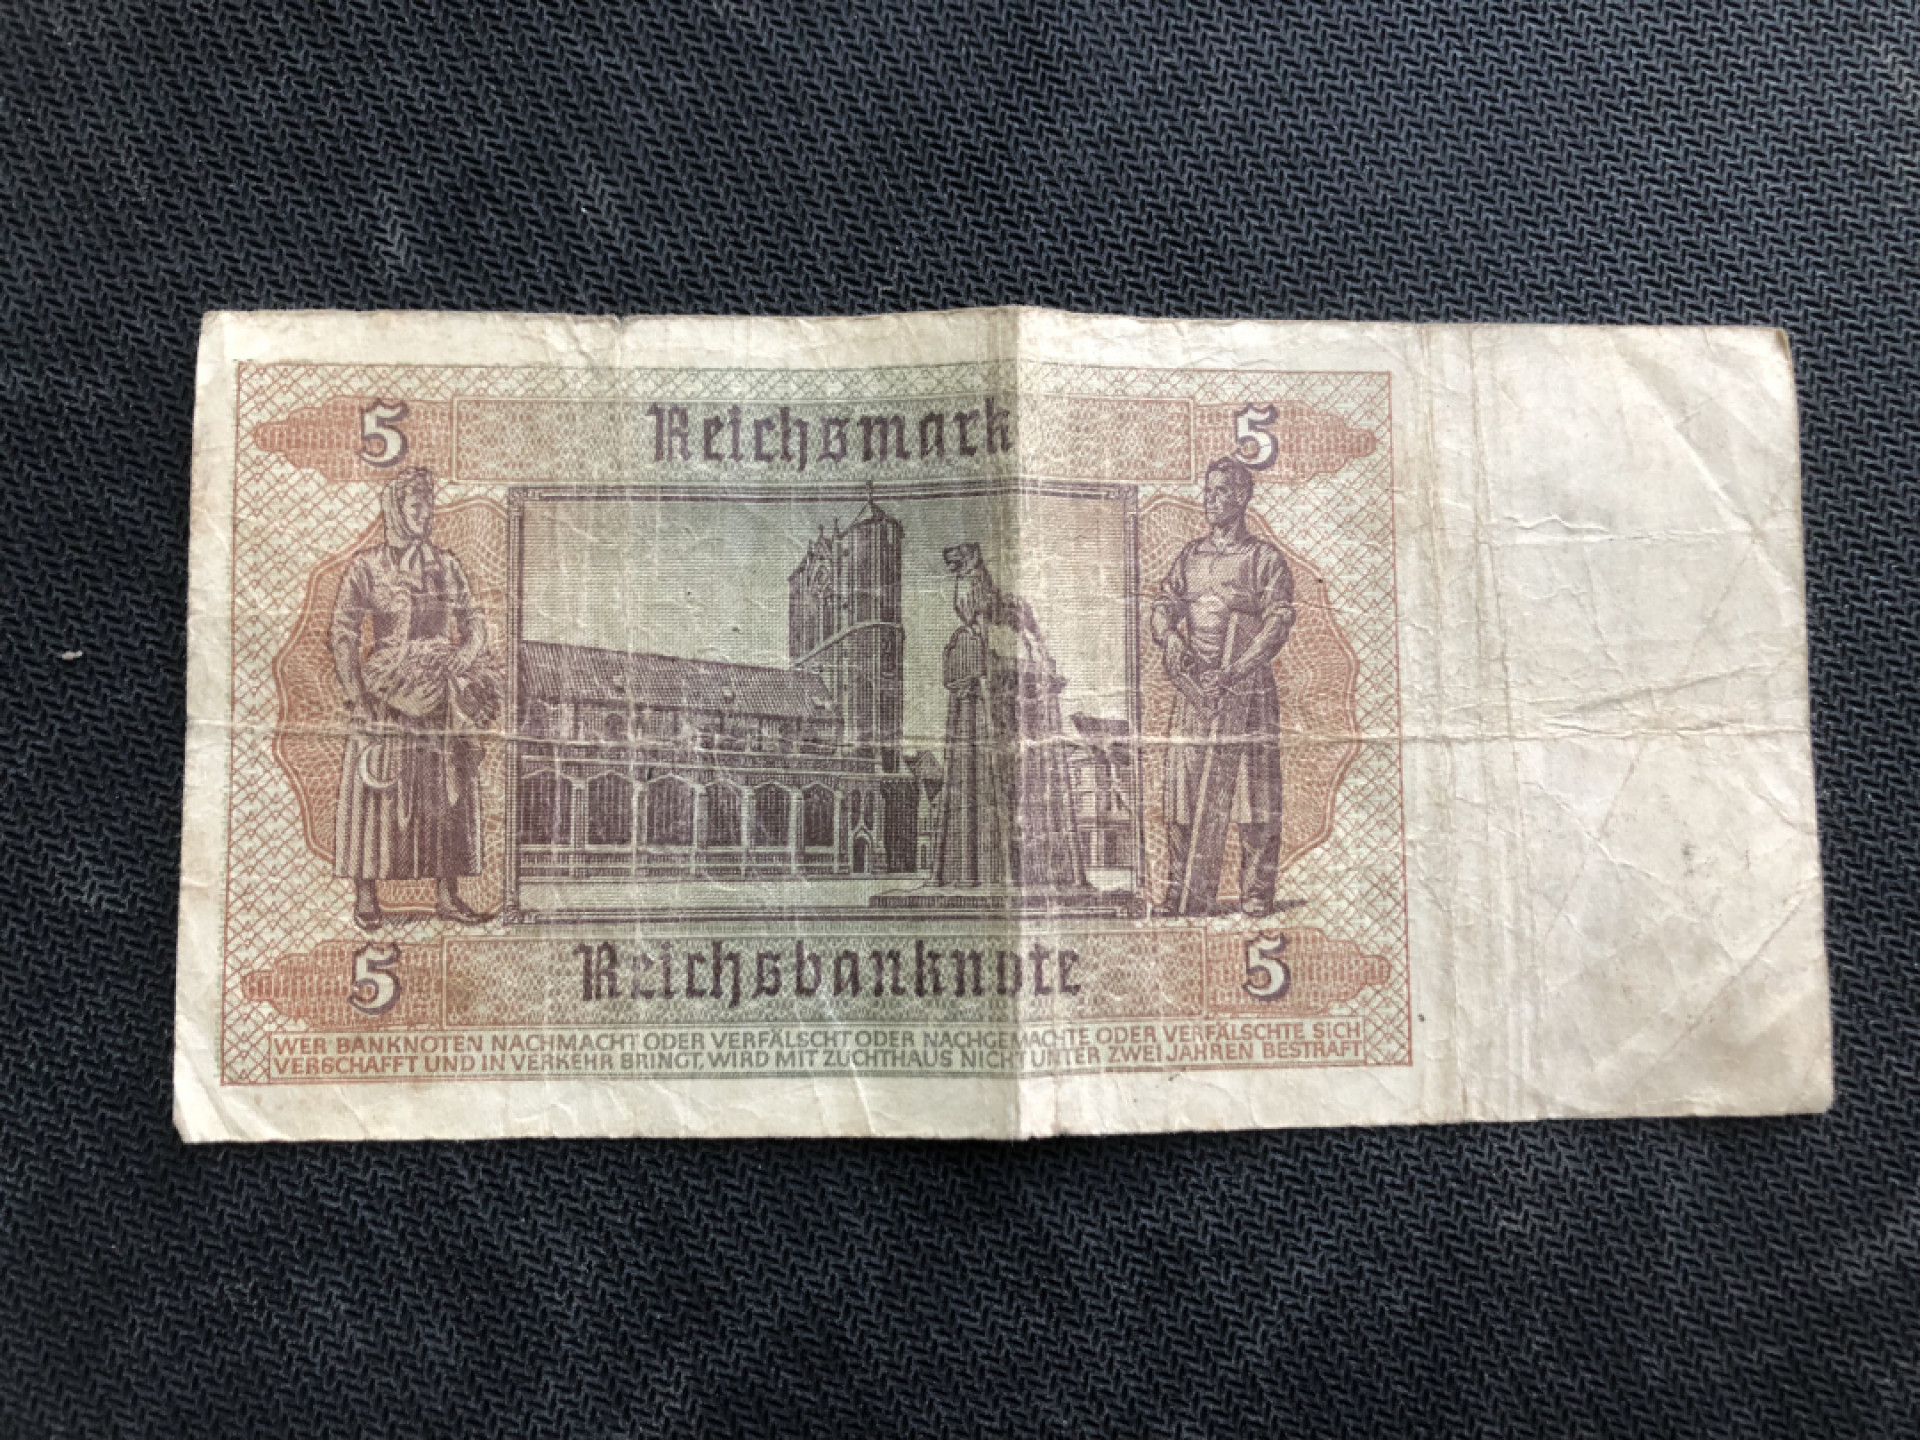 5 Reichsmark 5
5 Reichsbanknote 5
WER BANKNOTEN NACHMACHT ODER VERFÄLSCHT ODER NACHGEMACHTE ODER VERFÄLSCHTE SICH
VERSCHAFFT UND IN VERKEHR BRINGT, WIRD MIT ZUCHTHAUS NICHT UNTER ZWEI JAHREN BESTRAFT